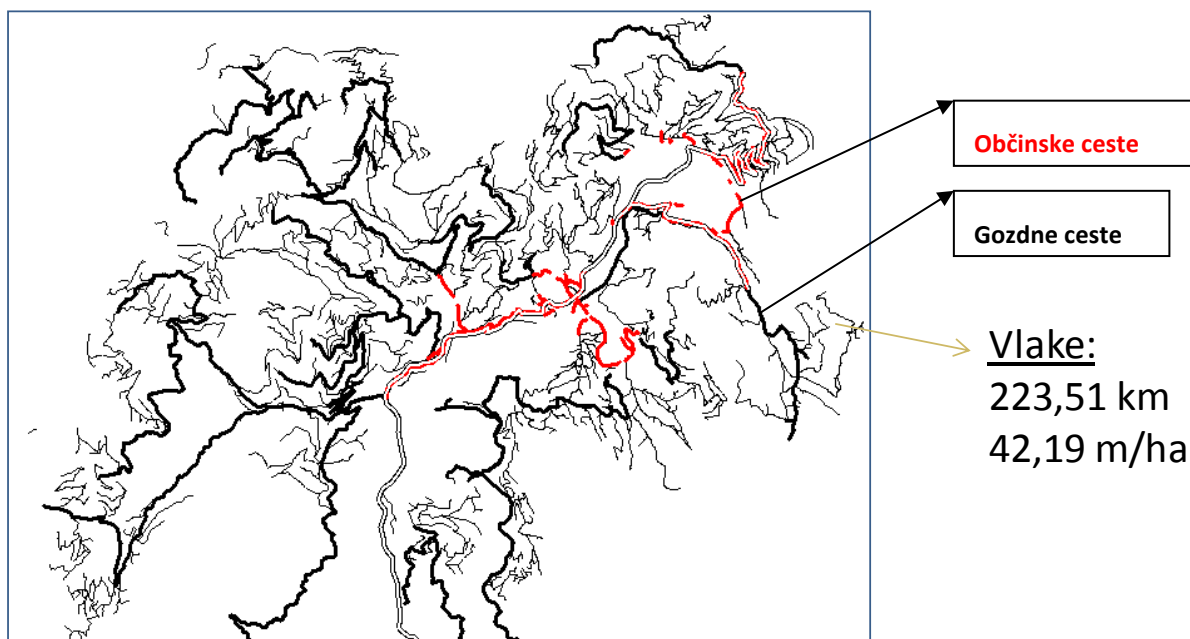 Občinske ceste
Gozdne ceste
Vlake:
223,51 km
42,19 m/ha